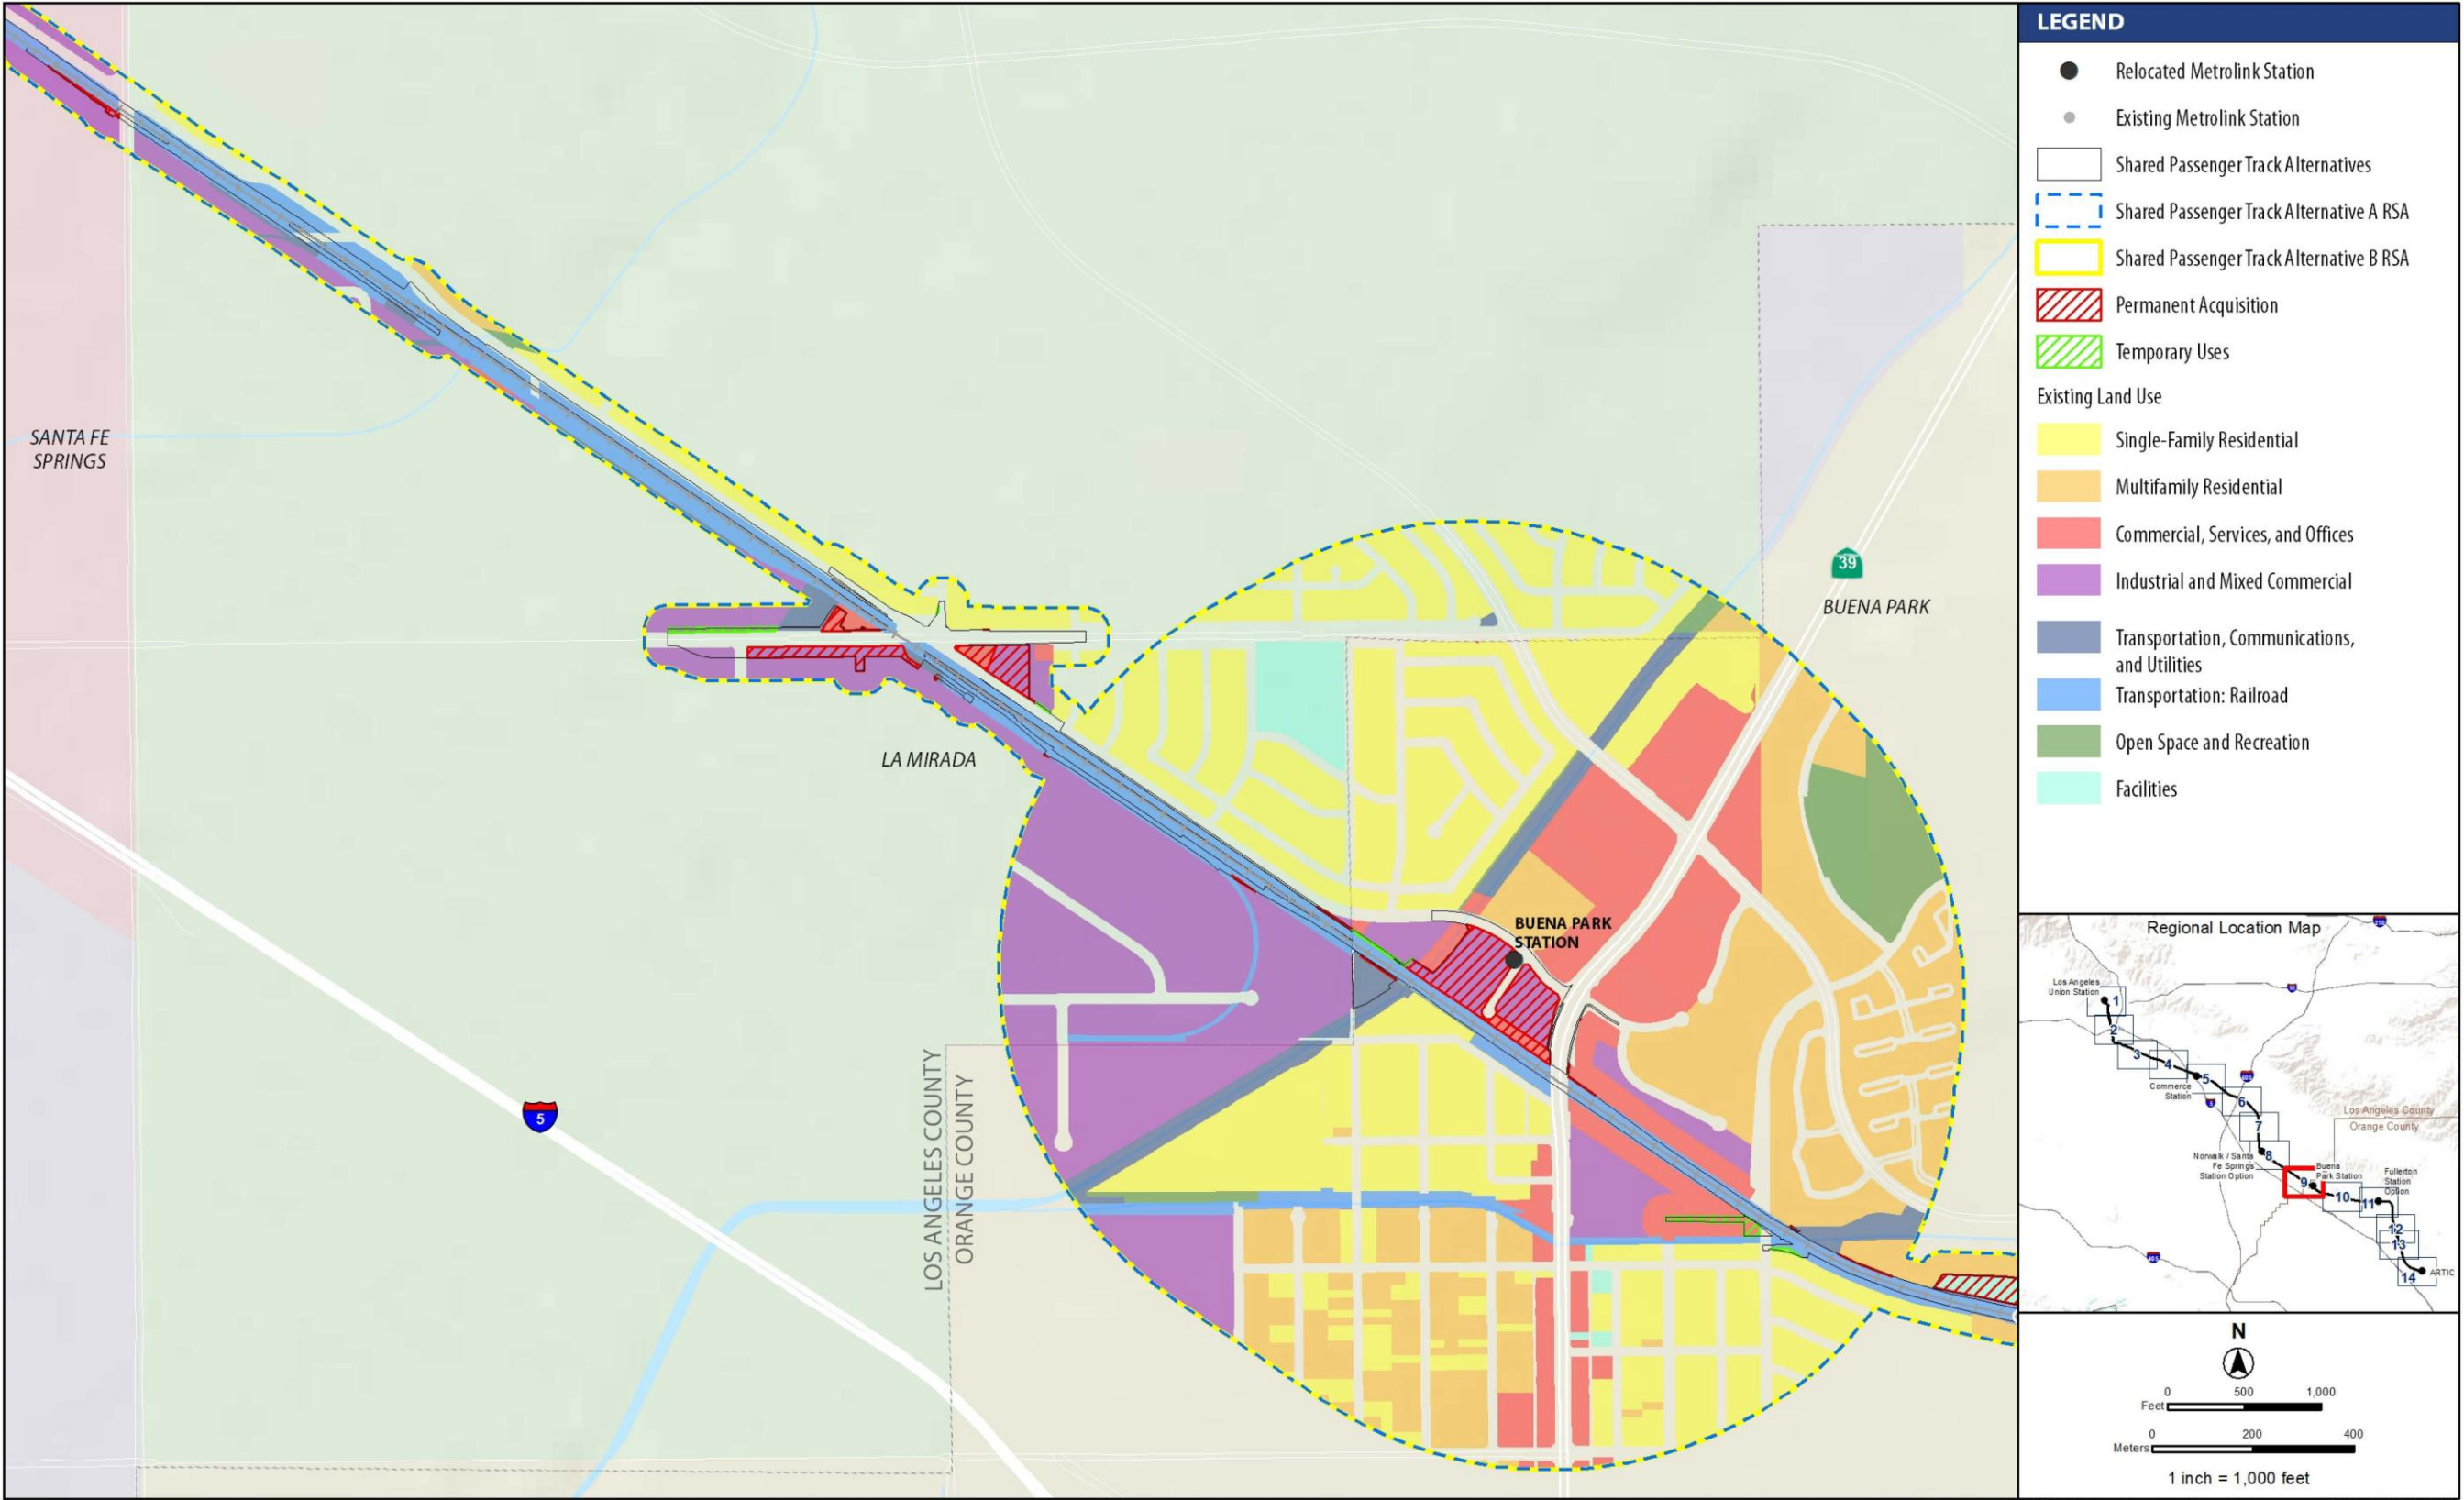 SANTA FE
SPRINGS
39
BUENA PARK
LA MIRADA
BUENA PARK
STATION
5
LOS ANGELES COUNTY
ORANGE COUNTY
LEGEND
Relocated Metrolink Station
Existing Metrolink Station
Shared Passenger Track Alternatives
Shared Passenger Track Alternative A RSA
Shared Passenger Track Alternative B RSA
Permanent Acquisition
Temporary Uses
Existing Land Use
Single-Family Residential
Multifamily Residential
Commercial, Services, and Offices
Industrial and Mixed Commercial
Transportation, Communications,
and Utilities
Transportation: Railroad
Open Space and Recreation
Facilities
Regional Location Map
Los Angeles
Union Station
1
2
3
4
5
Commerce
Station
6
Los Angeles County
Orange County
7
8
Norwalk / Santa
Fe Springs
Station Option
Buena
Park Station
9
10
Fullerton
Station
Option
11
12
13
14
ARTIC
N
0 500 1,000
Feet
0 200 400
Meters
1 inch = 1,000 feet